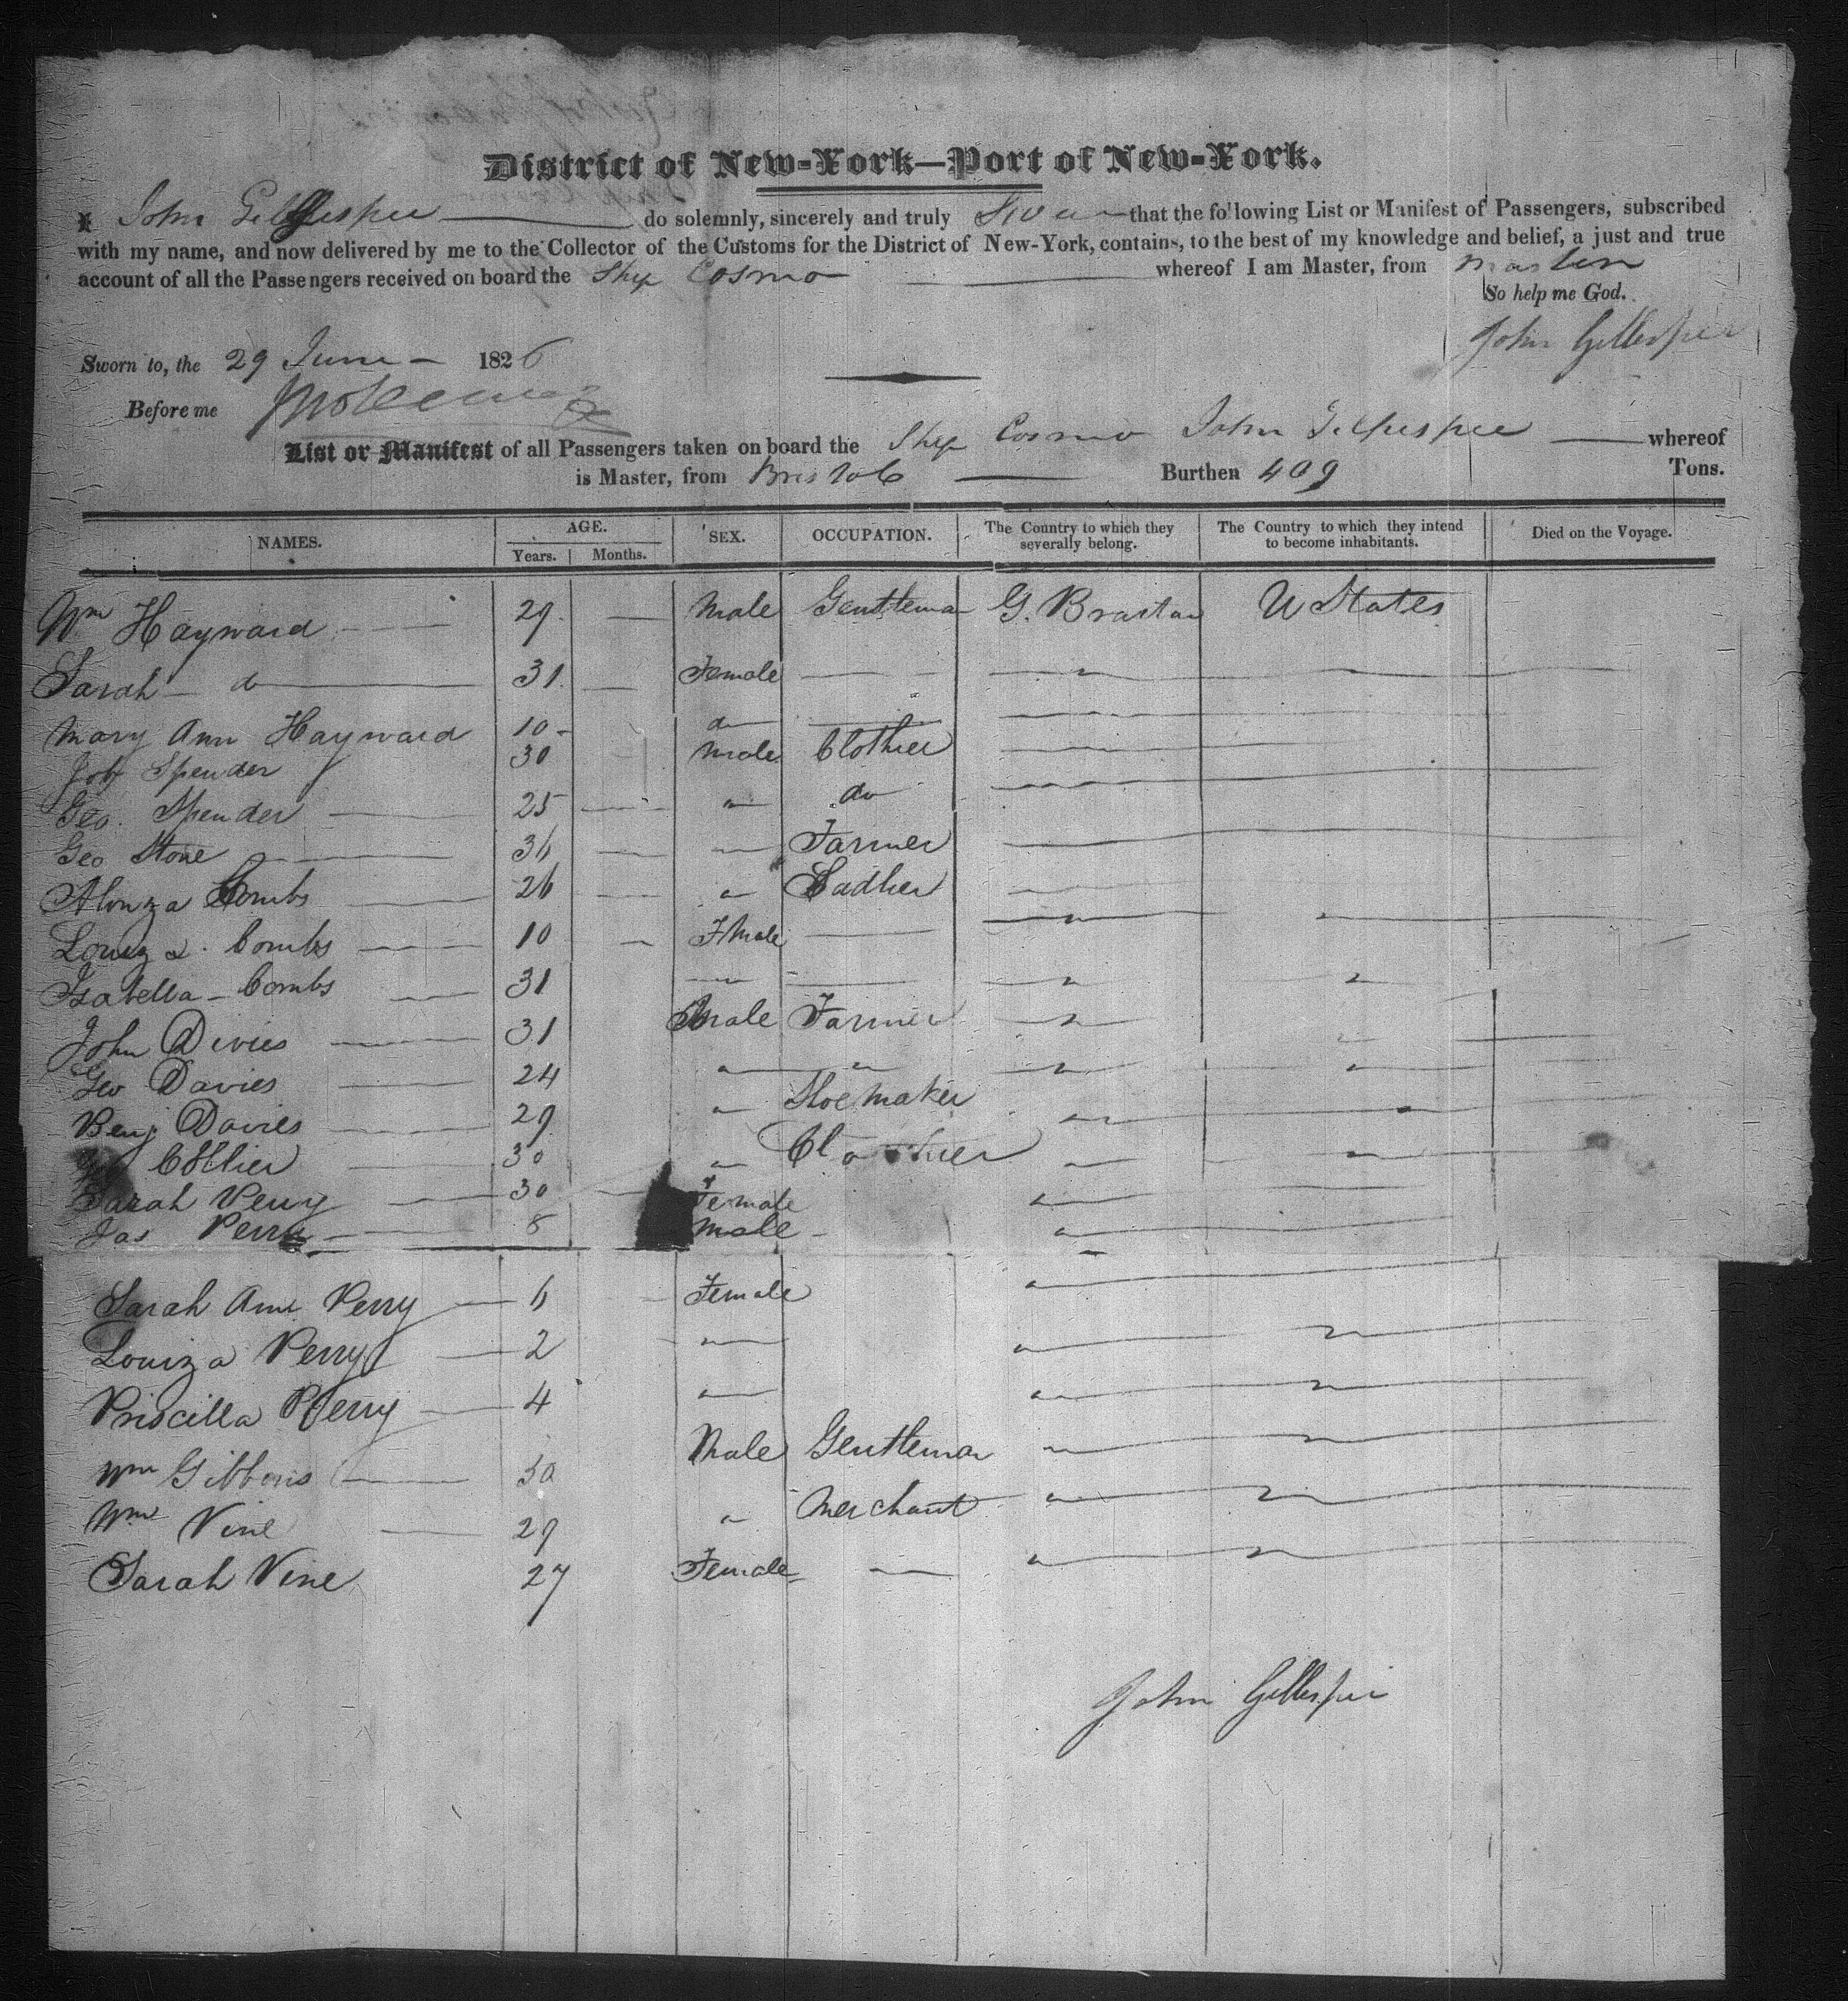 District of New-York—Port of New-York.
I John Gillespie do solemnly, sincerely and truly Swear that the following List or Manifest of Passengers, subscribed
with my name, and now delivered by me to the Collector of the Customs for the District of New-York, contains, to the best of my knowledge and belief, a just and true
account of all the Passengers received on board the Ship Cosmo whereof I am Master, from
So help me God.
John Gillespie
Sworn to, the 29 June 1826
Before me
List or Manifest of all Passengers taken on board the Ship Cosmo John Gillespie whereof
is Master, from Bristol Burthen 409 Tons.
NAMES. AGE. Years. Months. SEX. OCCUPATION. The Country to which they severally belong. The Country to which they intend to become inhabitants. Died on the Voyage.
Wm Hayward 29 — Male Gentleman G. Braitan U States
Sarah do 31 — Female —
Mary Ann Hayward 10 do —
Job Spender 30 Male Clothier
Geo. Spender 25 — " do
Geo Stone 36 — Farmer
Alonza Combs 26 — " Sadler
Louiza Combs 10 — FMale —
Isabella Combs 31 — —
John Divies 31 Male Farmer
Geo Davies 24 " "
Benj Davies 29 " Shoemaker
Collier 30 " Clothier
Sarah Perry 30 — Female
Jas Perry 8 Male
Sarah Ann Perry 6 Female
Louiza Perry 2 "
Priscilla Perry 4 "
Wm Gibbons 30 Male Gentleman
Wm Vine 29 " Merchant
Sarah Vine 27 Female —
John Gillespie